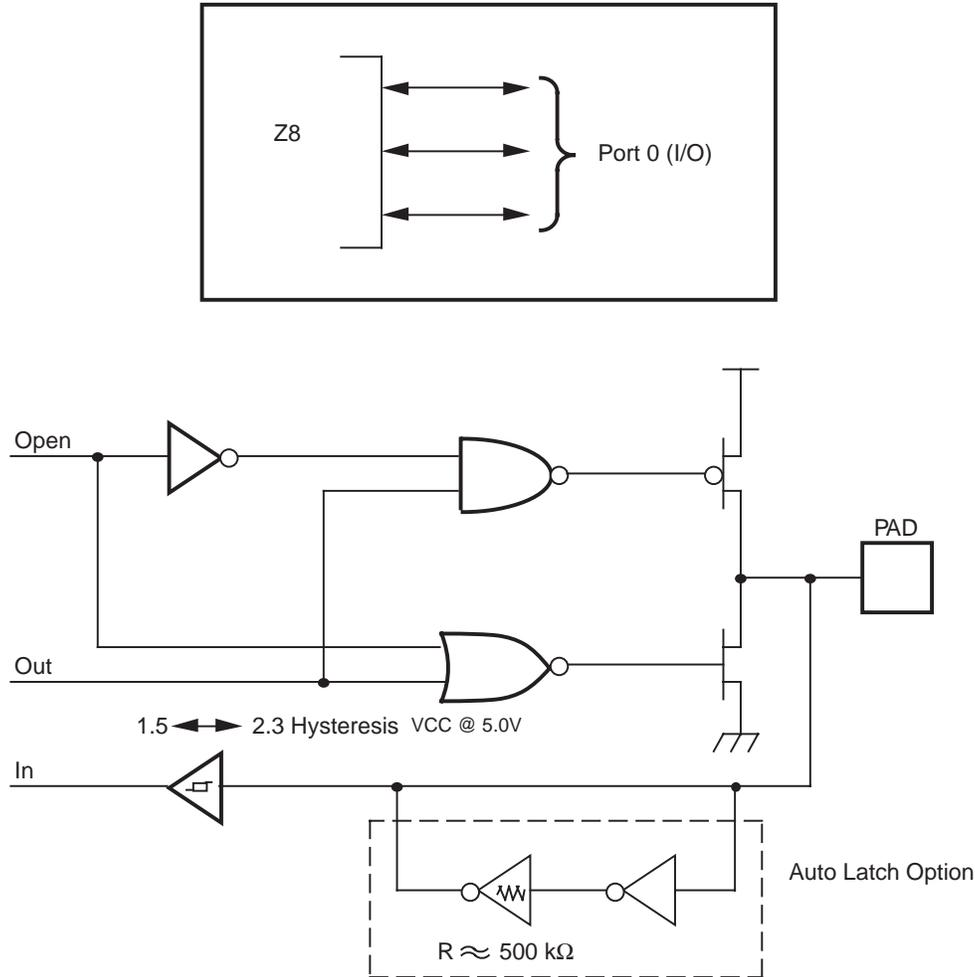 Z8
Port 0 (I/O)
Open
PAD
Out
1.5 2.3 Hysteresis VCC @ 5.0V
In
Auto Latch Option
R ≈ 500 kΩ